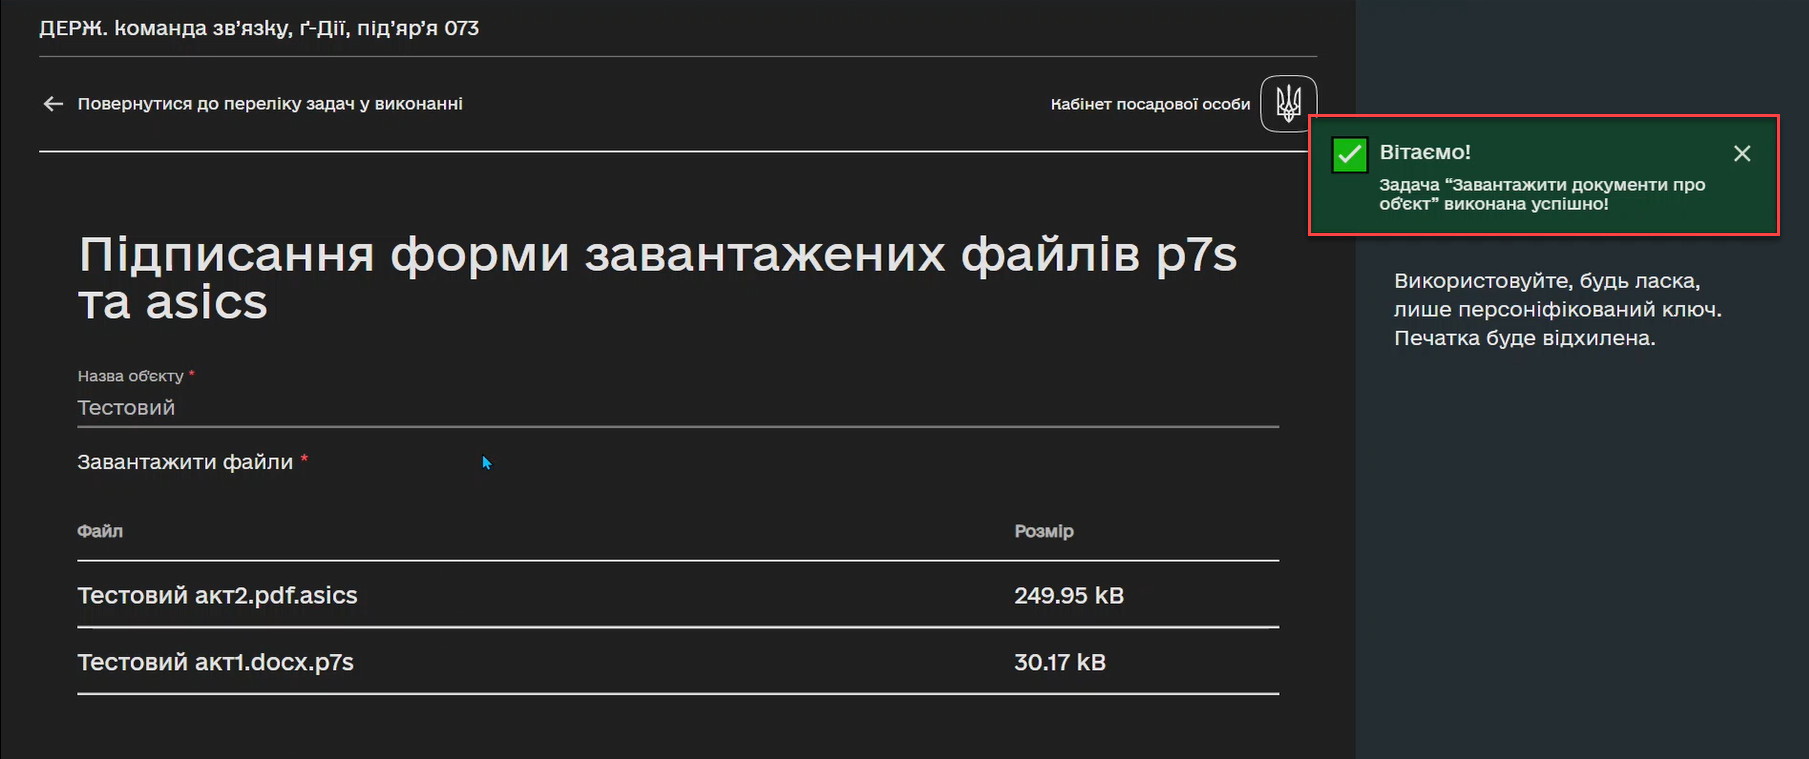 ДЕРЖ. команда зв’язку, ґ-Дії, під’яр’я 073
Повернутися до переліку задач у виконанні
Кабінет посадової особи
Вітаємо!
Задача “Завантажити документи про
об'єкт” виконана успішно!
Підписання форми завантажених файлів p7s
та asics
Назва об'єкту *
Тестовий
Завантажити файли *
Файл Розмір
Тестовий акт2.pdf.asics 249.95 kB
Тестовий акт1.docx.p7s 30.17 kB
Використовуйте, будь ласка,
лише персоніфікований ключ.
Печатка буде відхилена.